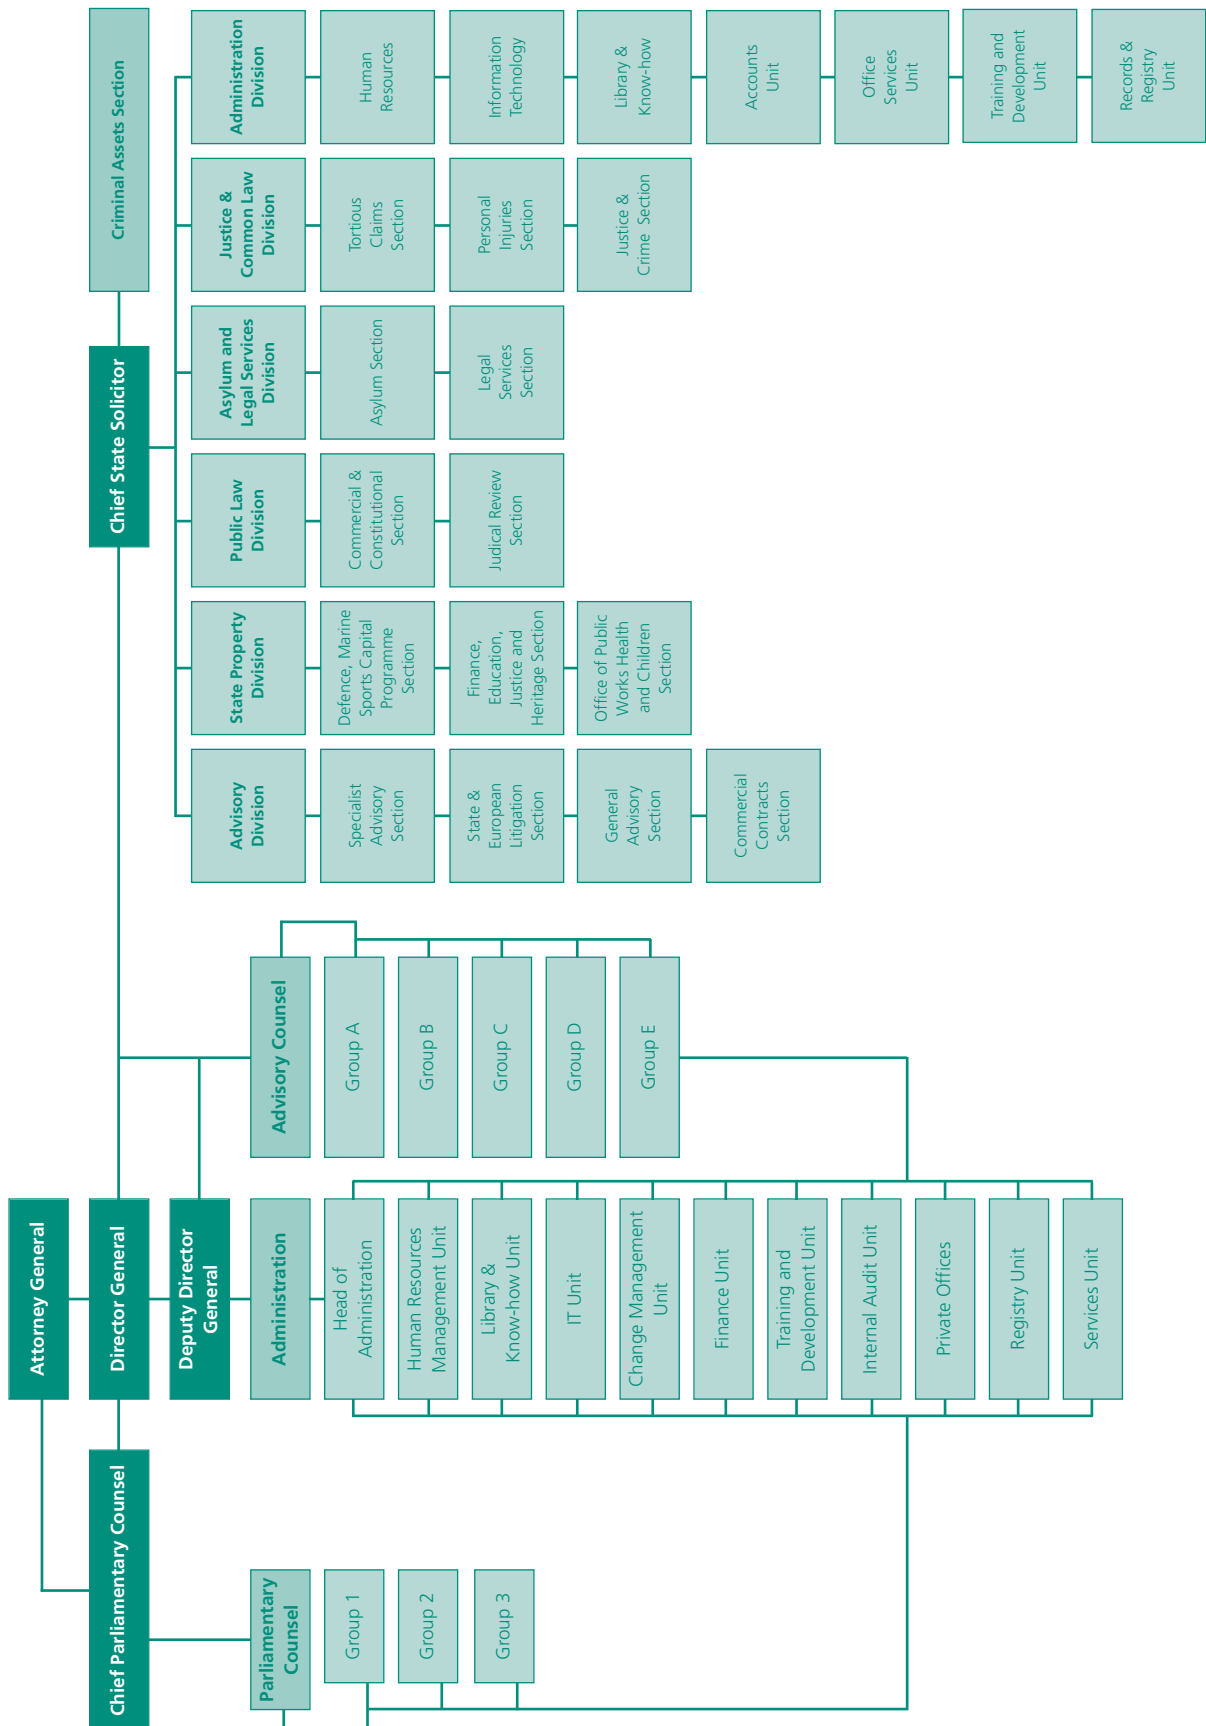 Attorney General
Chief Parliamentary Counsel
Director General
Chief State Solicitor
Criminal Assets Section
Deputy Director
General
Parliamentary
Counsel
Group 1
Group 2
Group 3
Administration
Head of
Administration
Human Resources
Management Unit
Library &
Know-how Unit
IT Unit
Change Management
Unit
Finance Unit
Training and
Development Unit
Internal Audit Unit
Private Offices
Registry Unit
Services Unit
Advisory Counsel
Group A
Group B
Group C
Group D
Group E
Advisory
Division
Specialist
Advisory
Section
State &
European
Litigation
Section
General
Advisory
Section
Commercial
Contracts
Section
State Property
Division
Defence, Marine
Sports Capital
Programme
Section
Finance,
Education,
Justice and
Heritage Section
Office of Public
Works Health
and Children
Section
Public Law
Division
Commercial &
Constitutional
Section
Judical Review
Section
Asylum and
Legal Services
Division
Asylum Section
Legal
Services
Section
Justice &
Common Law
Division
Tortious
Claims
Section
Personal
Injuries
Section
Justice &
Crime Section
Administration
Division
Human
Resources
Information
Technology
Library &
Know-how
Accounts
Unit
Office
Services
Unit
Training and
Development
Unit
Records &
Registry
Unit